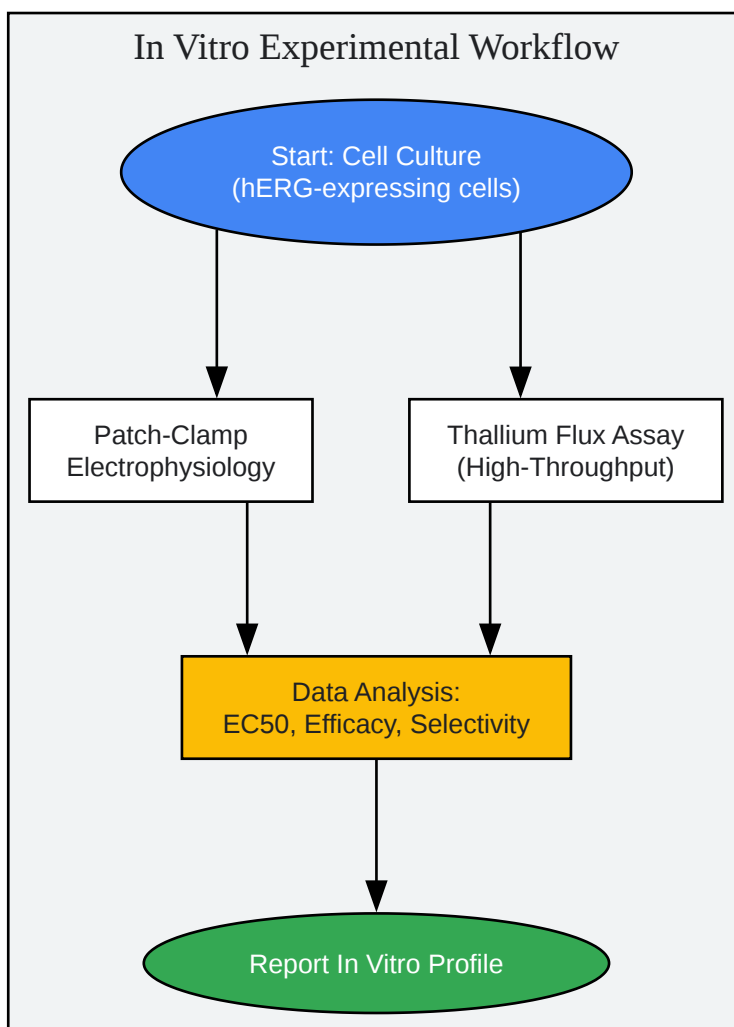 In Vitro Experimental Workflow
Start: Cell Culture
(hERG-expressing cells)
Patch-Clamp
Electrophysiology
Thallium Flux Assay
(High-Throughput)
Data Analysis:
EC50, Efficacy, Selectivity
Report In Vitro Profile